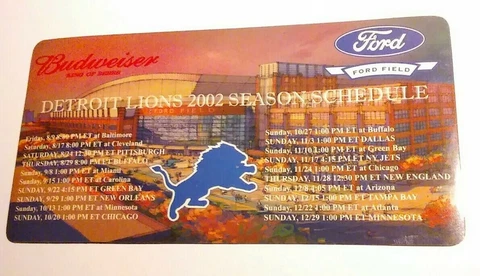 Budweiser
KING OF BEERS
Ford
FORD FIELD
DETROIT LIONS 2002 SEASON SCHEDULE
Friday, 8/9 8:00 PM ET at Baltimore
Saturday, 8/17 8:00 PM ET at Cleveland
SATURDAY, 8/24 12:30 PM ET PITTSBURGH
THURSDAY, 8/29 8:00 PM ET BUFFALO
Sunday, 9/8 1:00 PM ET at Miami
Sunday, 9/15 1:00 PM ET at Carolina
SUNDAY, 9/22 4:15 PM ET GREEN BAY
SUNDAY, 9/29 1:00 PM ET NEW ORLEANS
Sunday, 10/13 1:00 PM ET at Minnesota
SUNDAY, 10/20 1:00 PM ET CHICAGO
Sunday, 10/27 1:00 PM ET at Buffalo
SUNDAY, 11/3 1:00 PM ET DALLAS
Sunday, 11/10 1:00 PM ET at Green Bay
SUNDAY, 11/17 4:15 PM ET NY JETS
Sunday, 11/24 1:00 PM ET at Chicago
THURSDAY, 11/28 12:30 PM ET NEW ENGLAND
Sunday, 12/8 4:05 PM ET at Arizona
SUNDAY, 12/15 1:00 PM ET TAMPA BAY
Sunday, 12/22 4:00 PM ET at Atlanta
SUNDAY, 12/29 1:00 PM ET MINNESOTA